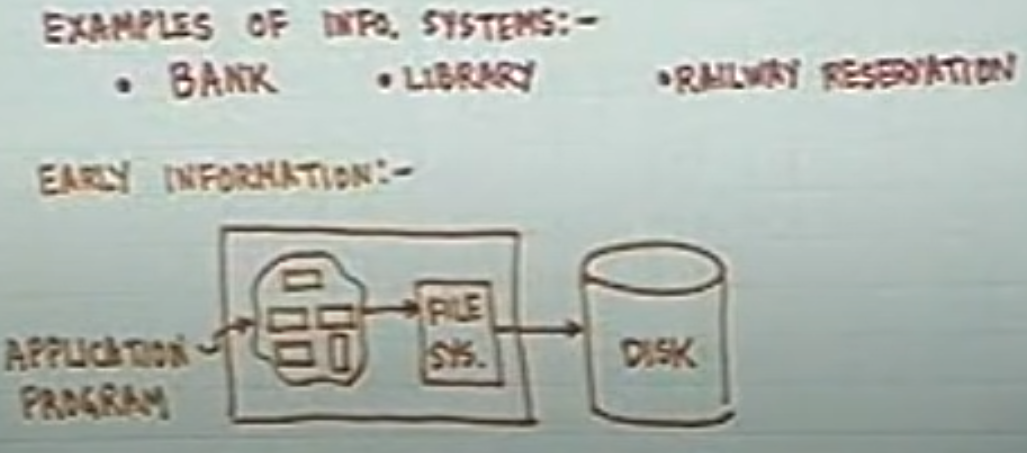 EXAMPLES OF INFO. SYSTEMS:-
• BANK • LIBRARY • RAILWAY RESERVATION
EARLY INFORMATION:-
APPLICATION
PROGRAM
FILE
SYS.
DISK